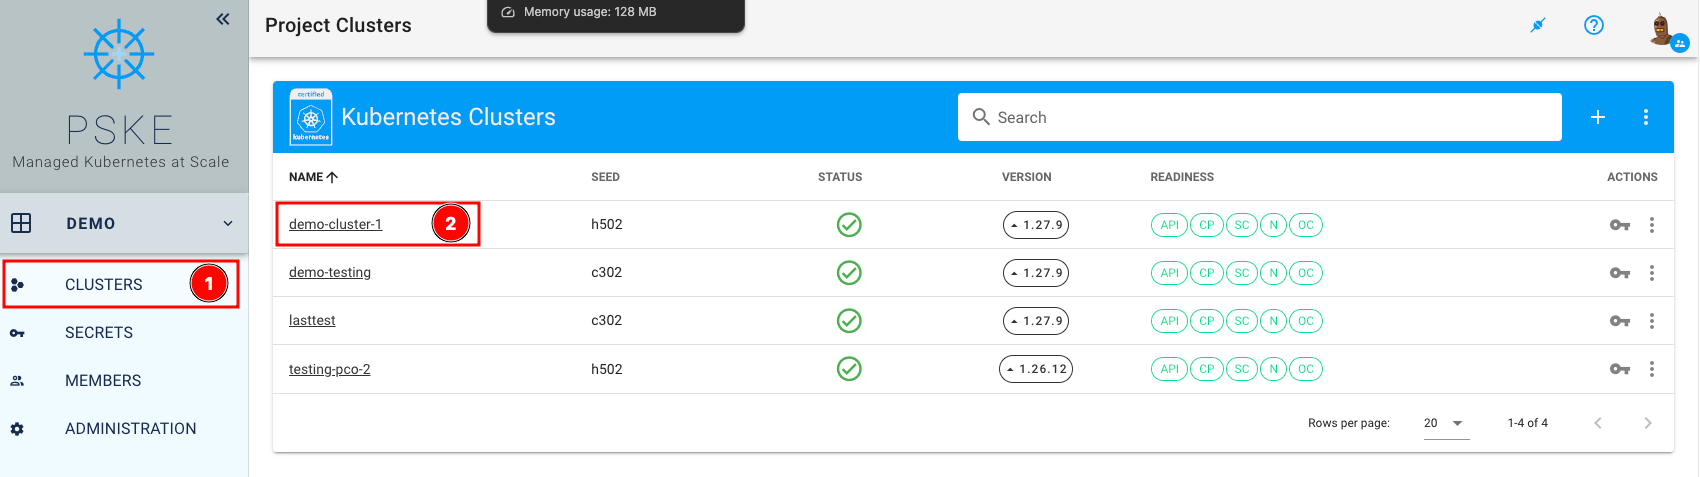 Memory usage: 128 MB
Project Clusters
PSKE
Managed Kubernetes at Scale
DEMO
CLUSTERS 1
SECRETS
MEMBERS
ADMINISTRATION
certified
kubernetes
Kubernetes Clusters
Search
NAME SEED STATUS VERSION READINESS ACTIONS
demo-cluster-1 2 h502 1.27.9 API CP SC N OC
demo-testing c302 1.27.9 API CP SC N OC
lasttest c302 1.27.9 API CP SC N OC
testing-pco-2 h502 1.26.12 API CP SC N OC
Rows per page: 20 1-4 of 4